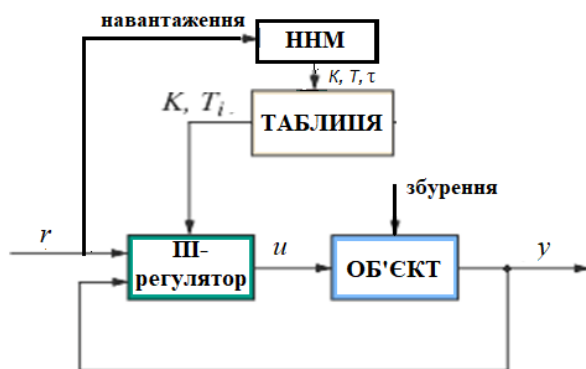 навантаження
ННМ
К, Т, τ
K, Ti
ТАБЛИЦЯ
збурення
r
ПІ-
регулятор
u
ОБ'ЄКТ
y